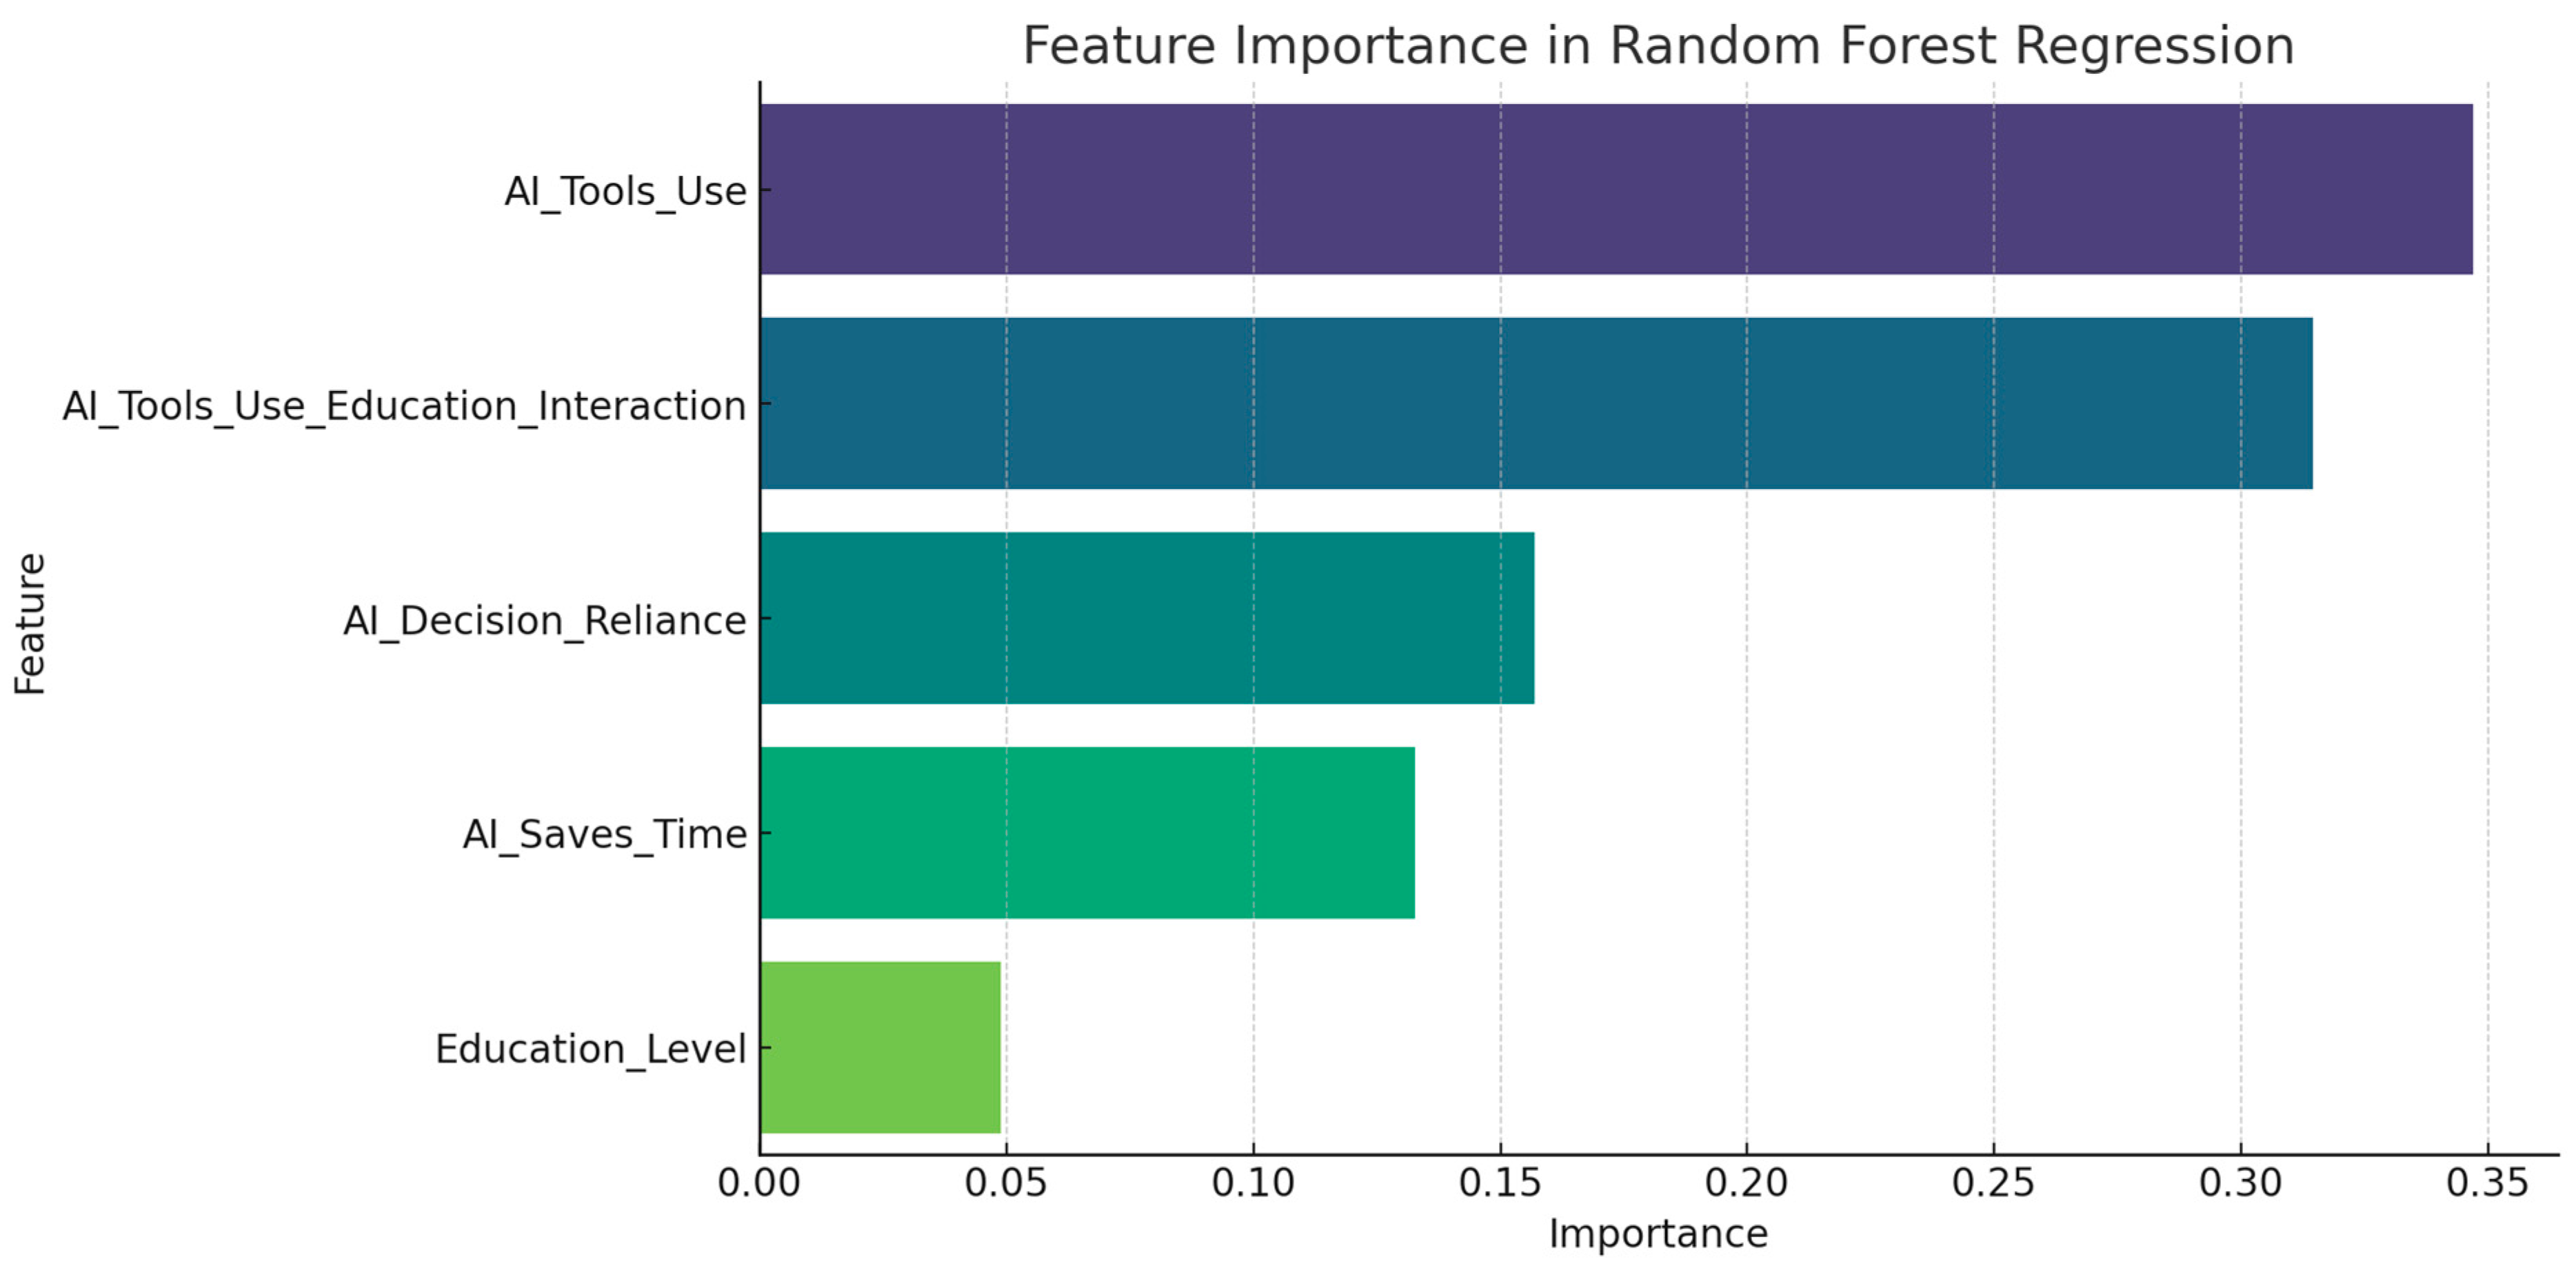 Feature Importance in Random Forest Regression
Feature
AI_Tools_Use
AI_Tools_Use_Education_Interaction
AI_Decision_Reliance
AI_Saves_Time
Education_Level
0.00 0.05 0.10 0.15 0.20 0.25 0.30 0.35
Importance